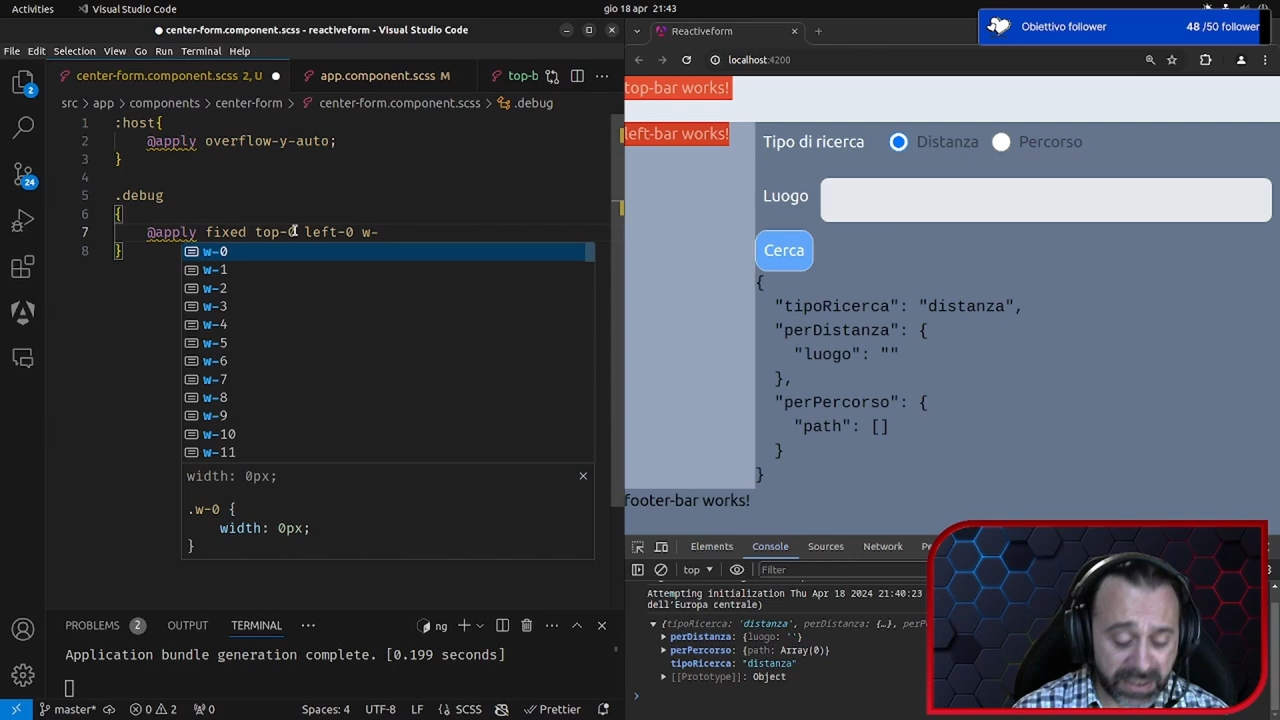 Activities
Visual Studio Code
gio 18 apr 21:43
center-form.component.scss - reactiveform - Visual Studio Code
File Edit Selection View Go Run Terminal Help
center-form.component.scss 2, U
app.component.scss M
top-b
src > app > components > center-form > center-form.component.scss > .debug
1 :host{
2 @apply overflow-y-auto;
3 }
4
5 .debug
6 {
7 @apply fixed top-0 left-0 w-
8 }
w-0
w-1
w-2
w-3
w-4
w-5
w-6
w-7
w-8
w-9
w-10
w-11
width: 0px;
.w-0 {
width: 0px;
}
2
24
PROBLEMS 2 OUTPUT TERMINAL
ng
Application bundle generation complete. [0.199 seconds]
master* 0 2 0 Spaces: 4 UTF-8 LF {} SCSS Prettier
Obiettivo follower 48 /50 follower
Reactiveform
localhost:4200
top-bar works!
left-bar works!
Tipo di ricerca Distanza Percorso
Luogo
Cerca
{
"tipoRicerca": "distanza",
"perDistanza": {
"luogo": ""
},
"perPercorso": {
"path": []
}
}
footer-bar works!
Elements Console Sources Network
top Filter
Attempting initialization Thu Apr 18 2024 21:40:23
dell’Europa centrale)
{tipoRicerca: 'distanza', perDistanza: {…}, perP
perDistanza: {luogo: ''}
perPercorso: {path: Array(0)}
tipoRicerca: "distanza"
[[Prototype]]: Object